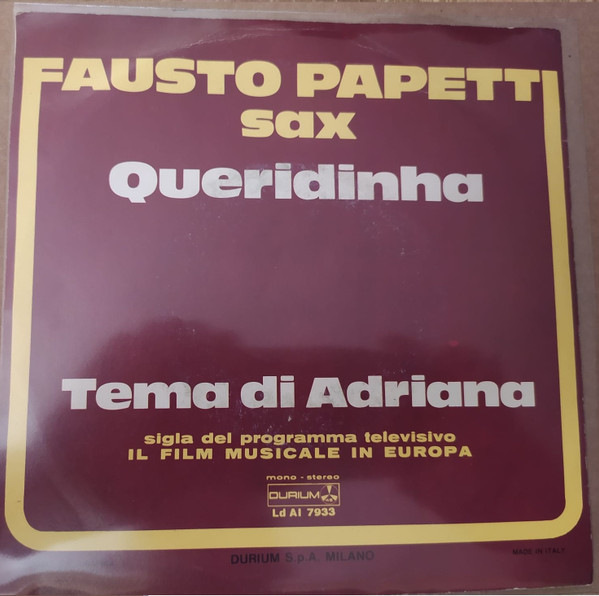 FAUSTO PAPETTI
sax
Queridinha
Tema di Adriana
sigla del programma televisivo
IL FILM MUSICALE IN EUROPA
mono - stereo
DURIUM
Ld AI 7933
DURIUM S.p.A. MILANO
MADE IN ITALY